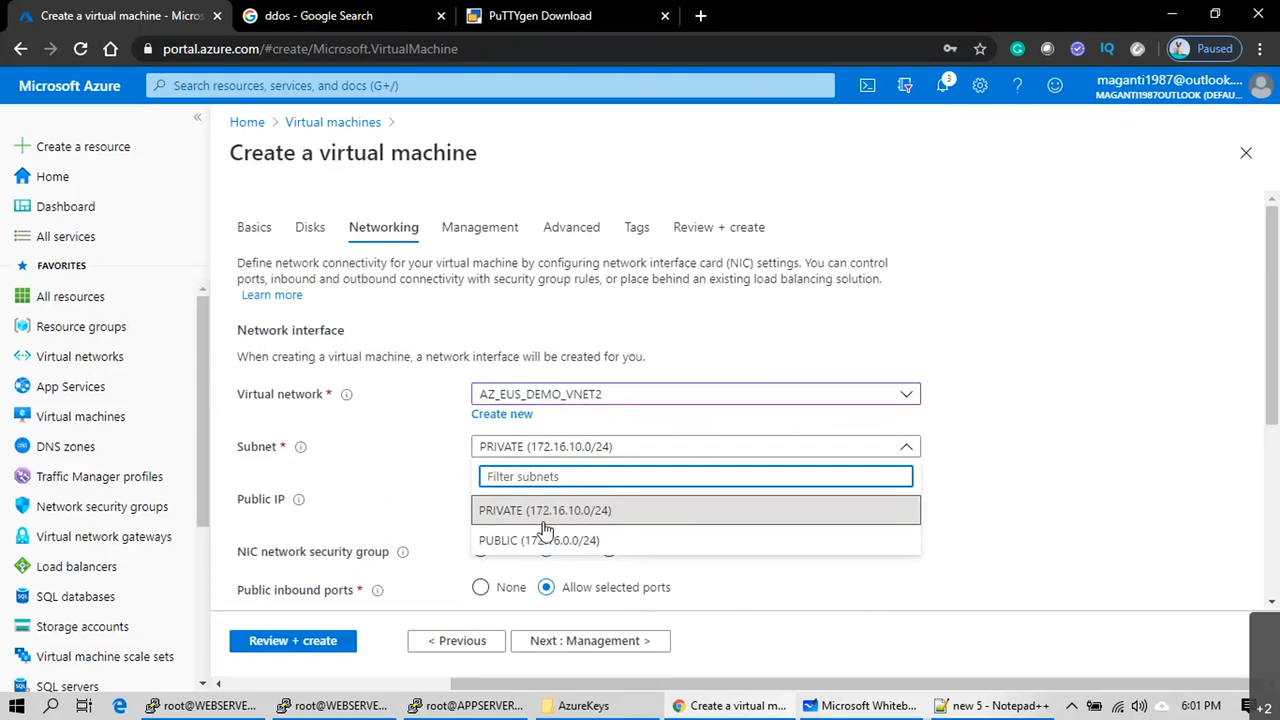 Create a virtual machine - Micros
ddos - Google Search
PuTTYgen Download
portal.azure.com/#create/Microsoft.VirtualMachine
IQ
Paused
Microsoft Azure
Search resources, services, and docs (G+/)
3
maganti1987@outlook....
MAGANTI1987OUTLOOK (DEFAU...
Create a resource
Home
Dashboard
All services
FAVORITES
All resources
Resource groups
Virtual networks
App Services
Virtual machines
DNS zones
Traffic Manager profiles
Network security groups
Virtual network gateways
Load balancers
SQL databases
Storage accounts
Virtual machine scale sets
SQL servers
Home > Virtual machines >
Create a virtual machine
Basics Disks Networking Management Advanced Tags Review + create
Define network connectivity for your virtual machine by configuring network interface card (NIC) settings. You can control
ports, inbound and outbound connectivity with security group rules, or place behind an existing load balancing solution.
Learn more
Network interface
When creating a virtual machine, a network interface will be created for you.
Virtual network * AZ_EUS_DEMO_VNET2
Create new
Subnet * PRIVATE (172.16.10.0/24)
Filter subnets
Public IP
PRIVATE (172.16.10.0/24)
PUBLIC (172.16.0.0/24)
NIC network security group
Public inbound ports * None Allow selected ports
Review + create < Previous Next : Management >
root@WEBSERVE... root@WEBSERVE... root@APPSERVER... AzureKeys Create a virtual m... Microsoft Whiteb... new 5 - Notepad++ 6:01 PM +2